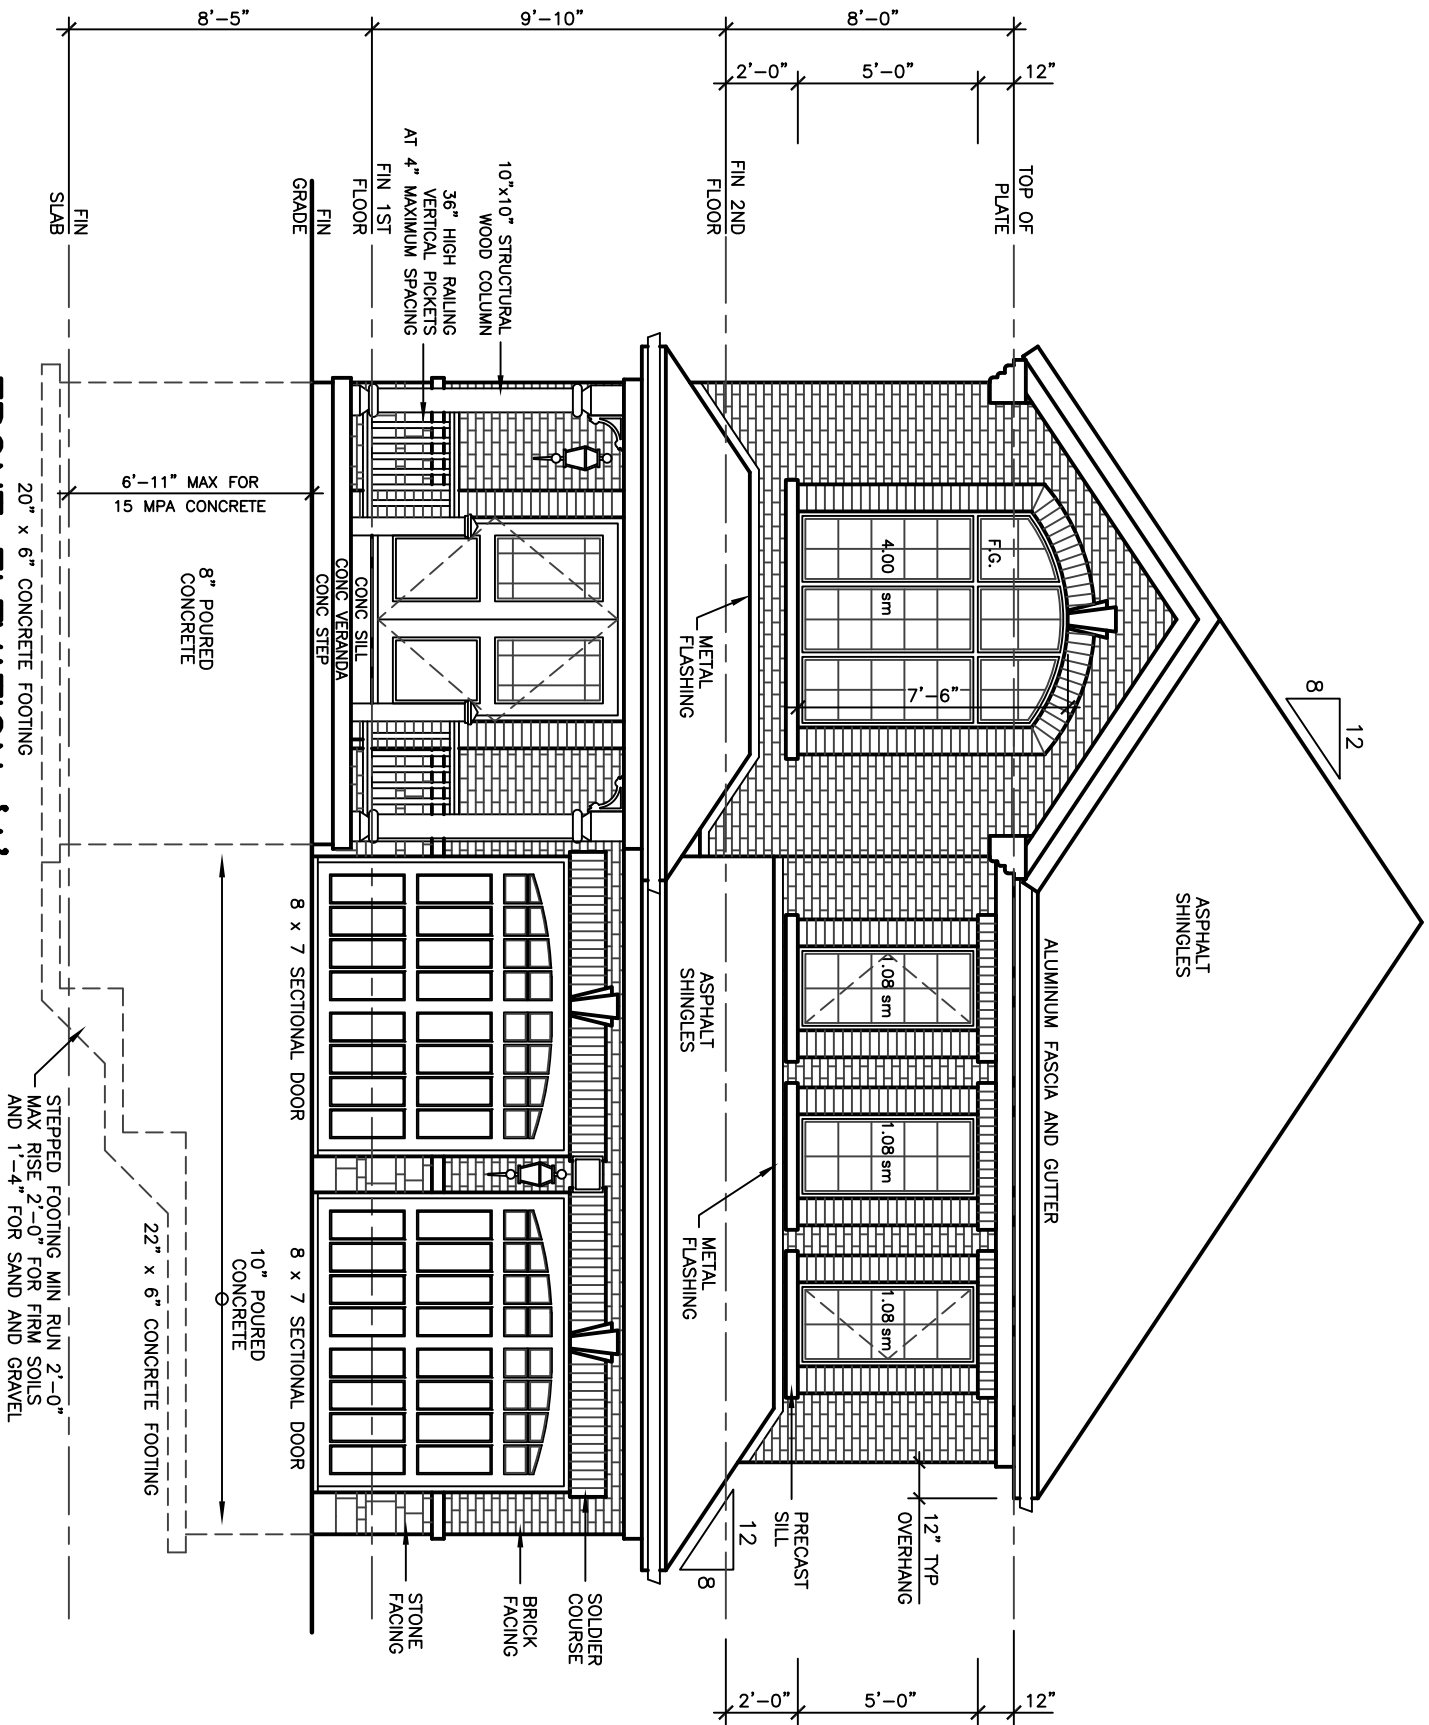 8'-5"
9'-10"
8'-0"
2'-0"
5'-0"
12"
TOP OF
PLATE
FIN 2ND
FLOOR
FIN 1ST
FLOOR
FIN
GRADE
FIN
SLAB
10"x10" STRUCTURAL
WOOD COLUMN
36" HIGH RAILING
VERTICAL PICKETS
AT 4" MAXIMUM SPACING
6'-11" MAX FOR
15 MPA CONCRETE
20" x 6" CONCRETE FOOTING
8" POURED
CONCRETE
CONC SILL
CONC VERANDA
CONC STEP
METAL
FLASHING
F.G.
4.00 sm
7'-6"
8
12
ASPHALT
SHINGLES
ALUMINUM FASCIA AND GUTTER
1.08 sm
1.08 sm
1.08 sm
ASPHALT
SHINGLES
METAL
FLASHING
8 x 7 SECTIONAL DOOR
8 x 7 SECTIONAL DOOR
10" POURED
CONCRETE
22" x 6" CONCRETE FOOTING
STEPPED FOOTING MIN RUN 2'-0"
MAX RISE 2'-0" FOR FIRM SOILS
AND 1'-4" FOR SAND AND GRAVEL
12" TYP
OVERHANG
PRECAST
SILL
12
8
SOLDIER
COURSE
BRICK
FACING
STONE
FACING
2'-0"
5'-0"
12"